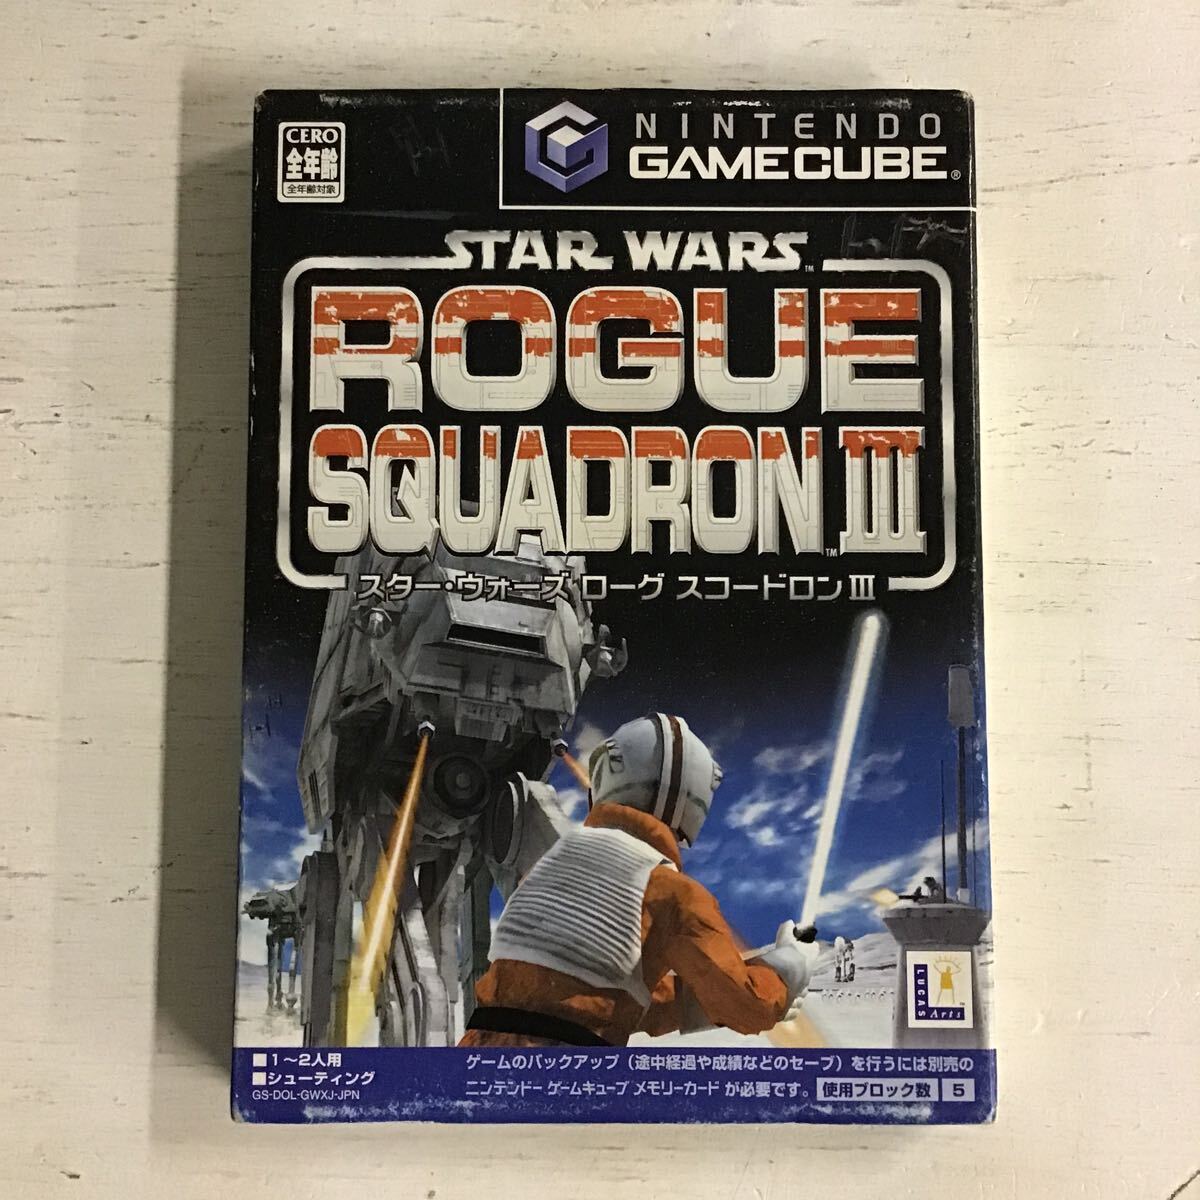 CERO
全年齢
全年齢対象
NINTENDO
GAMECUBE®
STAR WARS™
ROGUE
SQUADRON™ III
スター・ウォーズ ローグ スコードロン III
LUCAS
Arts™
■1〜2人用
■シューティング
GS-DOL-GWXJ-JPN
ゲームのバックアップ（途中経過や成績などのセーブ）を行うには別売の
ニンテンドーゲームキューブ メモリーカード が必要です。 使用ブロック数 5